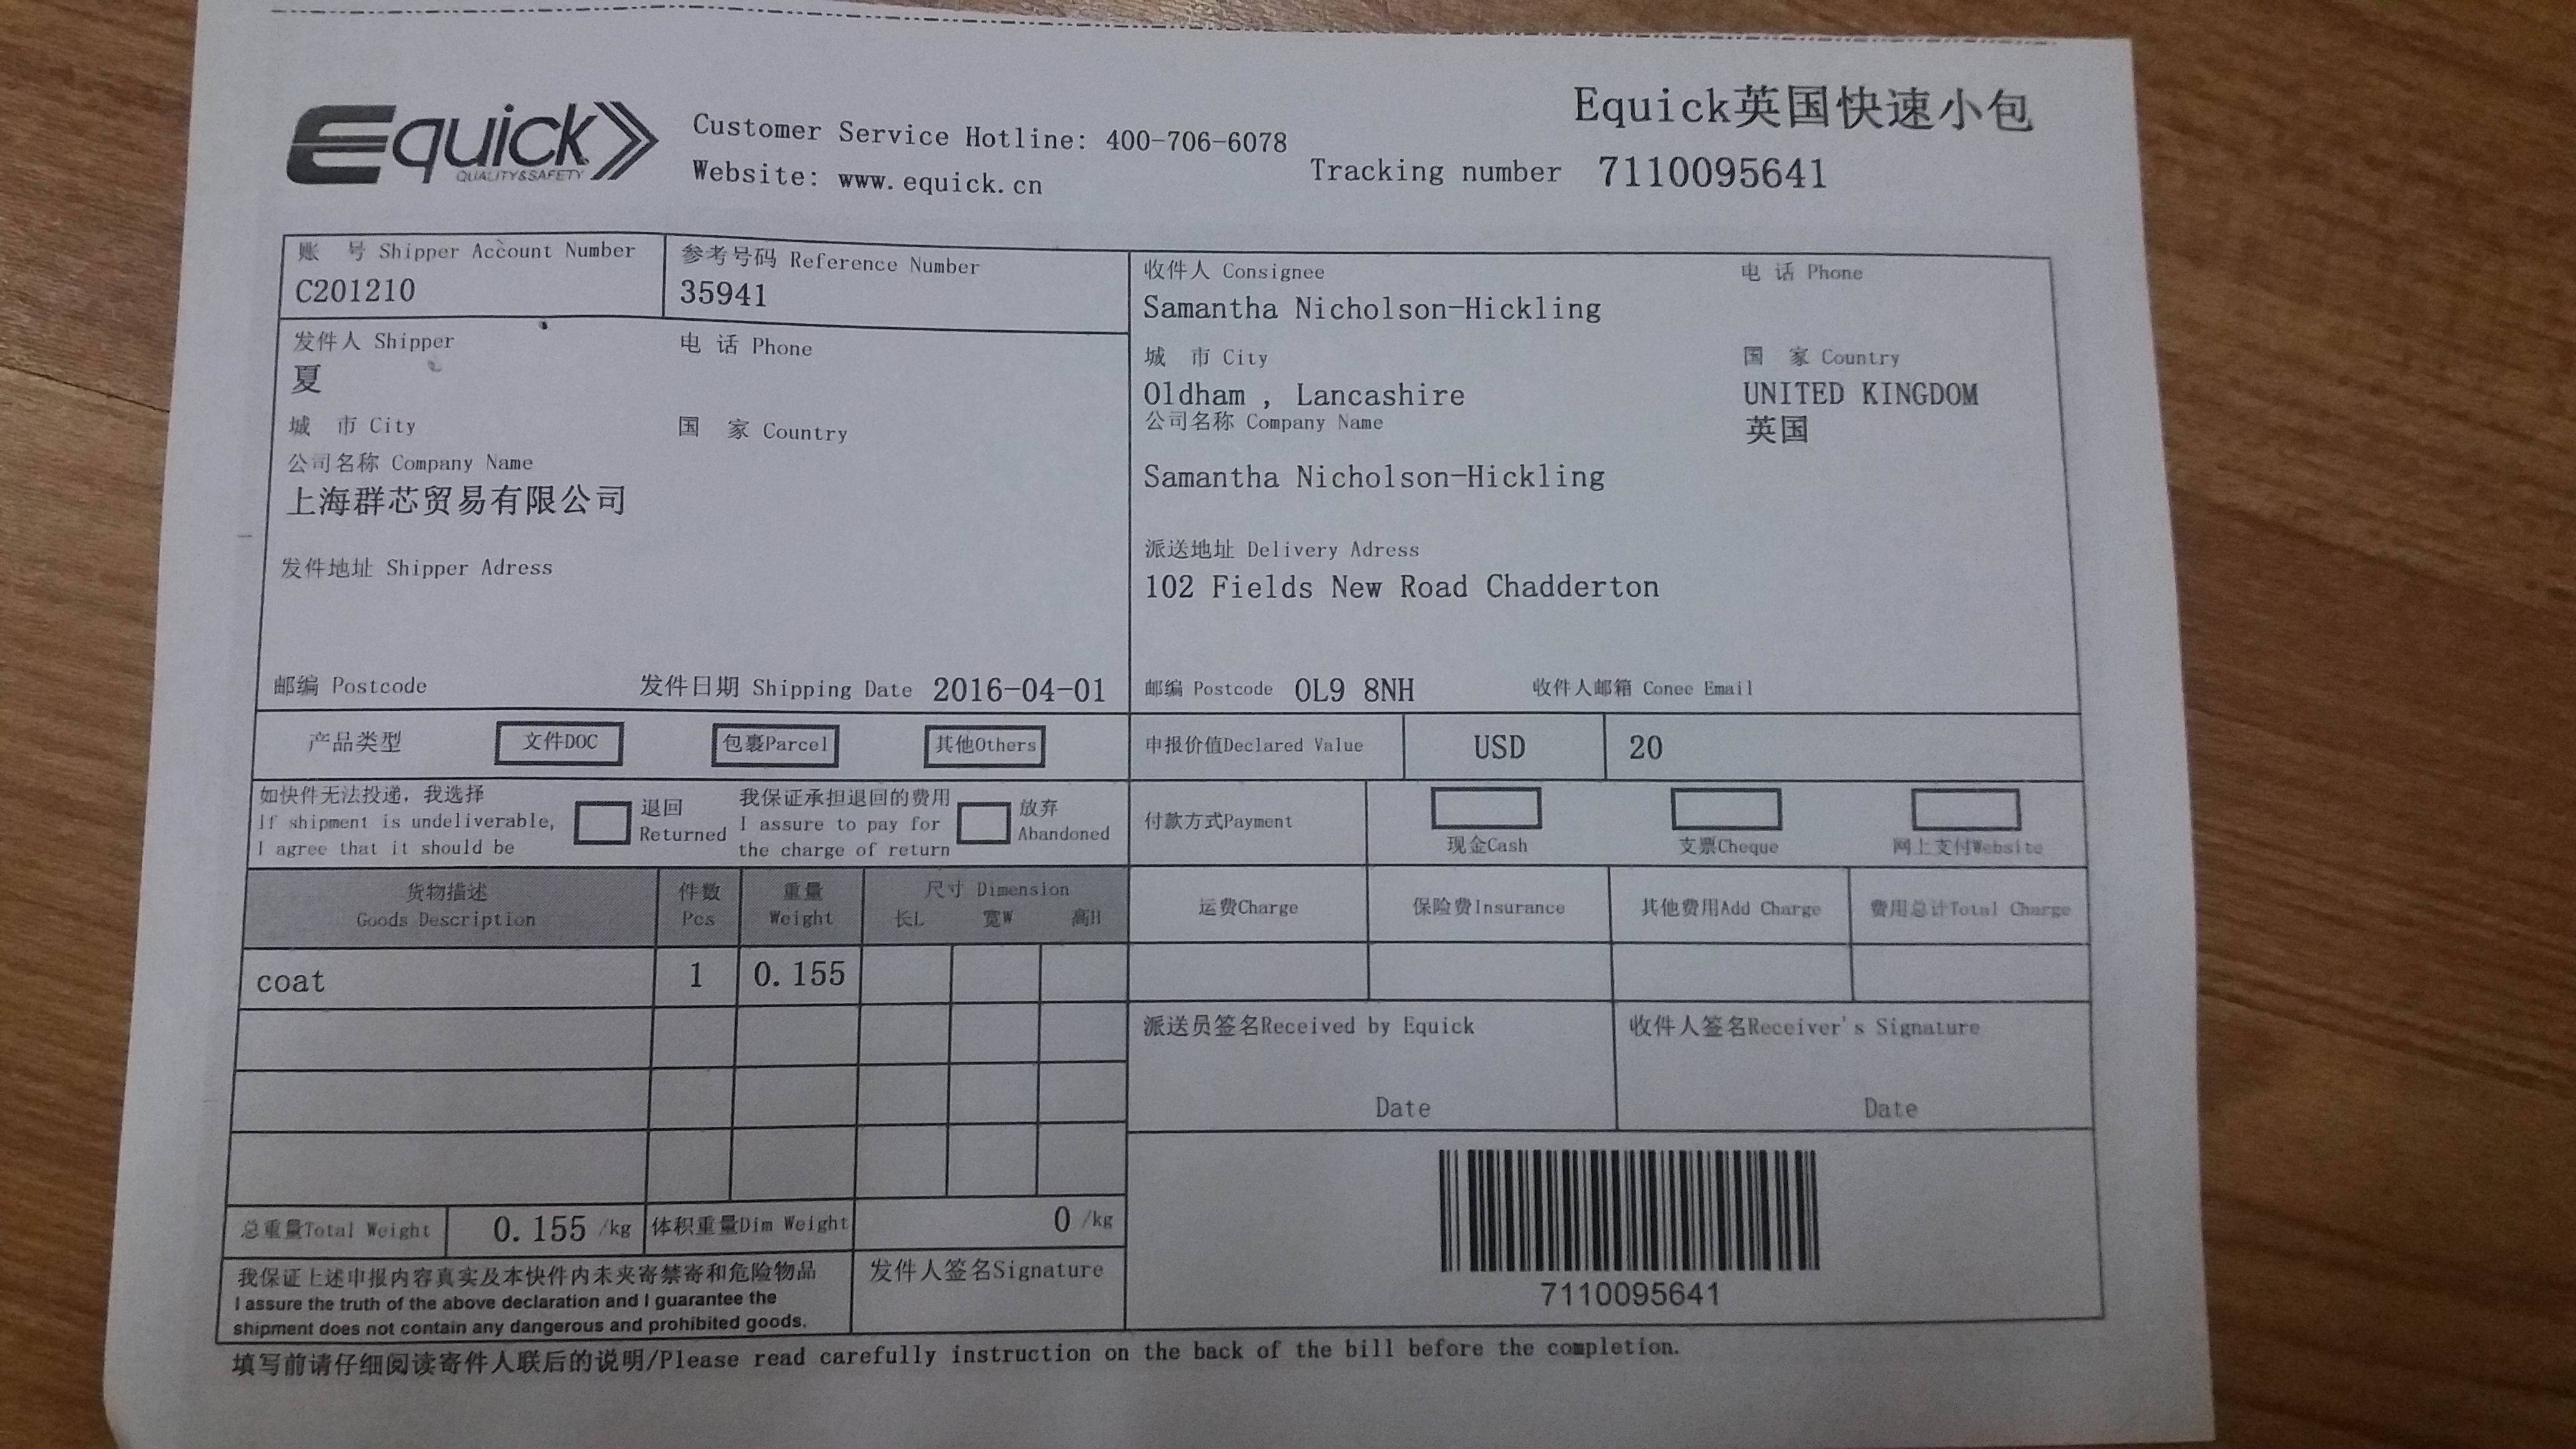 Equick
QUALITY&SAFETY
Customer Service Hotline: 400-706-6078
Website: www.equick.cn
Equick英国快速小包
Tracking number 7110095641
账 号 Shipper Account Number
C201210
参考号码 Reference Number
35941
发件人 Shipper
夏
电 话 Phone
城 市 City
国 家 Country
公司名称 Company Name
上海群芯贸易有限公司
发件地址 Shipper Adress
邮编 Postcode
发件日期 Shipping Date 2016-04-01
收件人 Consignee
Samantha Nicholson-Hickling
电 话 Phone
城 市 City
Oldham , Lancashire
国 家 Country
UNITED KINGDOM
英国
公司名称 Company Name
Samantha Nicholson-Hickling
派送地址 Delivery Adress
102 Fields New Road Chadderton
邮编 Postcode OL9 8NH
收件人邮箱 Conee Email
产品类型 文件DOC 包裹Parcel 其他Others
申报价值Declared Value USD 20
如快件无法投递，我选择
If shipment is undeliverable,
I agree that it should be
退回
Returned
我保证承担退回的费用
I assure to pay for
the charge of return
放弃
Abandoned
付款方式Payment
现金Cash
支票Cheque
网上支付Website
货物描述
Goods Description
件数
Pcs
重量
Weight
尺寸 Dimension
长L 宽W 高H
运费Charge 保险费Insurance 其他费用Add Charge 费用总计Total Charge
coat 1 0.155
派送员签名Received by Equick
Date
收件人签名Receiver's Signature
Date
总重量Total Weight 0.155 /kg 体积重量Dim Weight 0 /kg
我保证上述申报内容真实及本快件内未夹寄禁寄和危险物品
I assure the truth of the above declaration and I guarantee the
shipment does not contain any dangerous and prohibited goods.
发件人签名Signature
7110095641
填写前请仔细阅读寄件人联后的说明/Please read carefully instruction on the back of the bill before the completion.